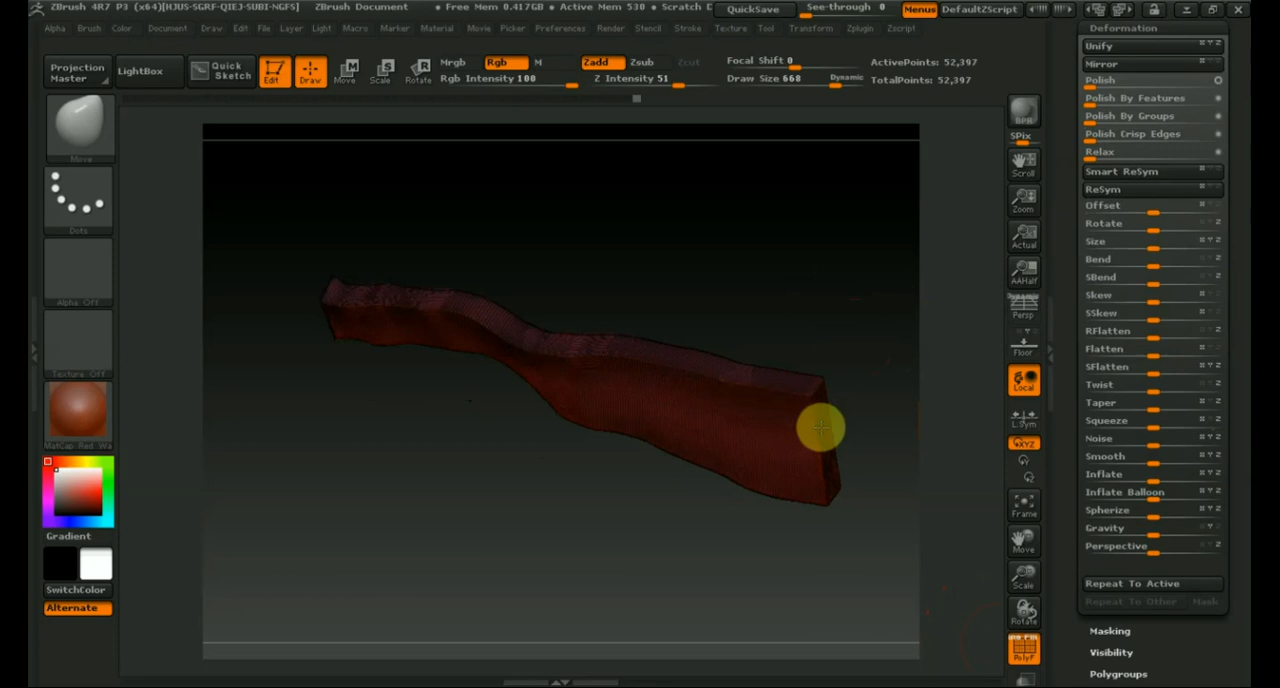 ZBrush 4R7 P3 (x64)[HJUS-SGRF-QIEJ-SUBI-NGFS] ZBrush Document • Free Mem 0.417GB • Active Mem 530 • Scratch D QuickSave See-through 0 Menus DefaultZScript
Alpha Brush Color Document Draw Edit File Layer Light Macro Marker Material Movie Picker Preferences Render Stencil Stroke Texture Tool Transform Zplugin Zscript
Projection Master
LightBox
Quick Sketch
Edit
Draw
Move
Scale
Rotate
Mrgb Rgb M
Rgb Intensity 100
Zadd Zsub Zcut
Z Intensity 51
Focal Shift 0
Draw Size 668 Dynamic
ActivePoints: 52,397
TotalPoints: 52,397
Move
Dots
Alpha Off
Texture Off
MatCap Red Wa
Gradient
SwitchColor
Alternate
BPR
SPix
Scroll
Zoom
Actual
AAHalf
Dynamic
Persp
Floor
Local
L.Sym
XYZ
Frame
Move
Scale
Rotate
PolyF
Deformation
Unify
Mirror
Polish
Polish By Features
Polish By Groups
Polish Crisp Edges
Relax
Smart ReSym
ReSym
Offset
Rotate
Size
Bend
SBend
Skew
SSkew
RFlatten
Flatten
SFlatten
Twist
Taper
Squeeze
Noise
Smooth
Inflate
Inflate Balloon
Spherize
Gravity
Perspective
Repeat To Active
Repeat To Other Mask
Masking
Visibility
Polygroups